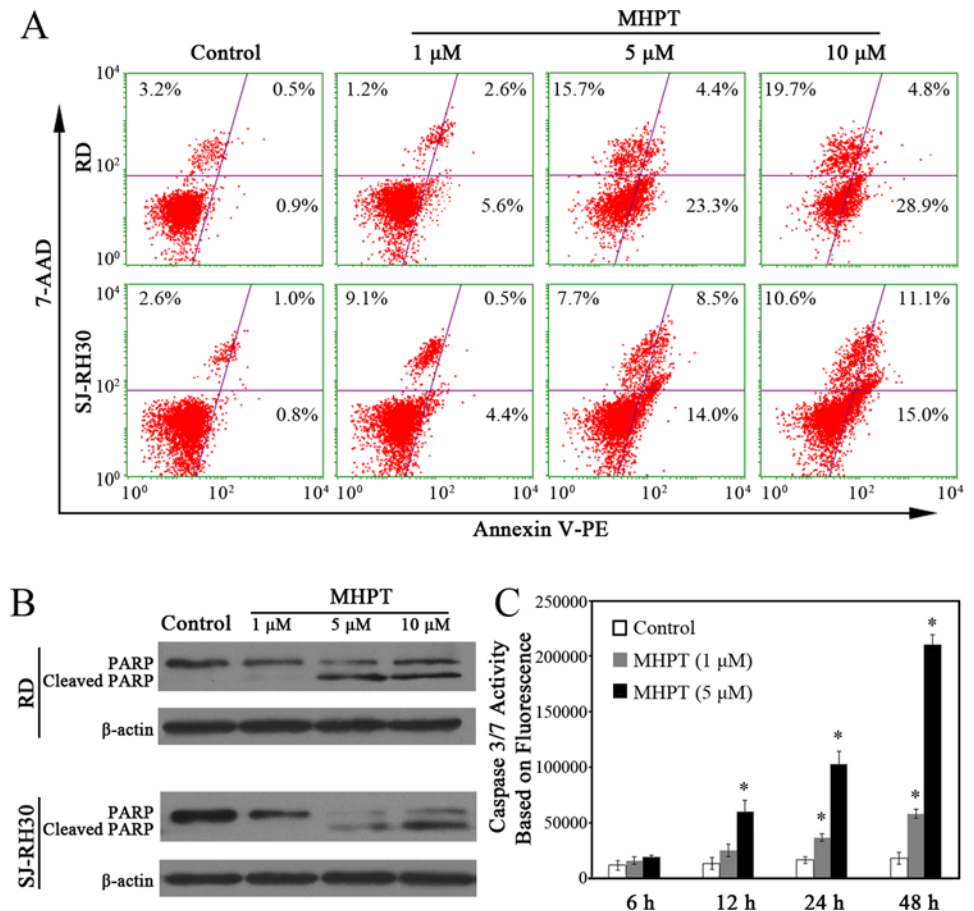 A
MHPT
Control 1 μM 5 μM 10 μM
10⁴ 3.2% 0.5% 1.2% 2.6% 15.7% 4.4% 19.7% 4.8%
RD
10²
0.9% 5.6% 23.3% 28.9%
10⁰
7-AAD
10⁴ 2.6% 1.0% 9.1% 0.5% 7.7% 8.5% 10.6% 11.1%
SJ-RH30
10²
0.8% 4.4% 14.0% 15.0%
10⁰
10⁰ 10² 10⁴ 10⁰ 10² 10⁴ 10⁰ 10² 10⁴ 10⁰ 10² 10⁴
Annexin V-PE
B
MHPT
Control 1 μM 5 μM 10 μM
RD
PARP
Cleaved PARP
β-actin
SJ-RH30
PARP
Cleaved PARP
β-actin
C
Caspase 3/7 Activity
Based on Fluorescence
250000
200000
150000
100000
50000
0
Control
MHPT (1 μM)
MHPT (5 μM)
* * * * *
6 h 12 h 24 h 48 h